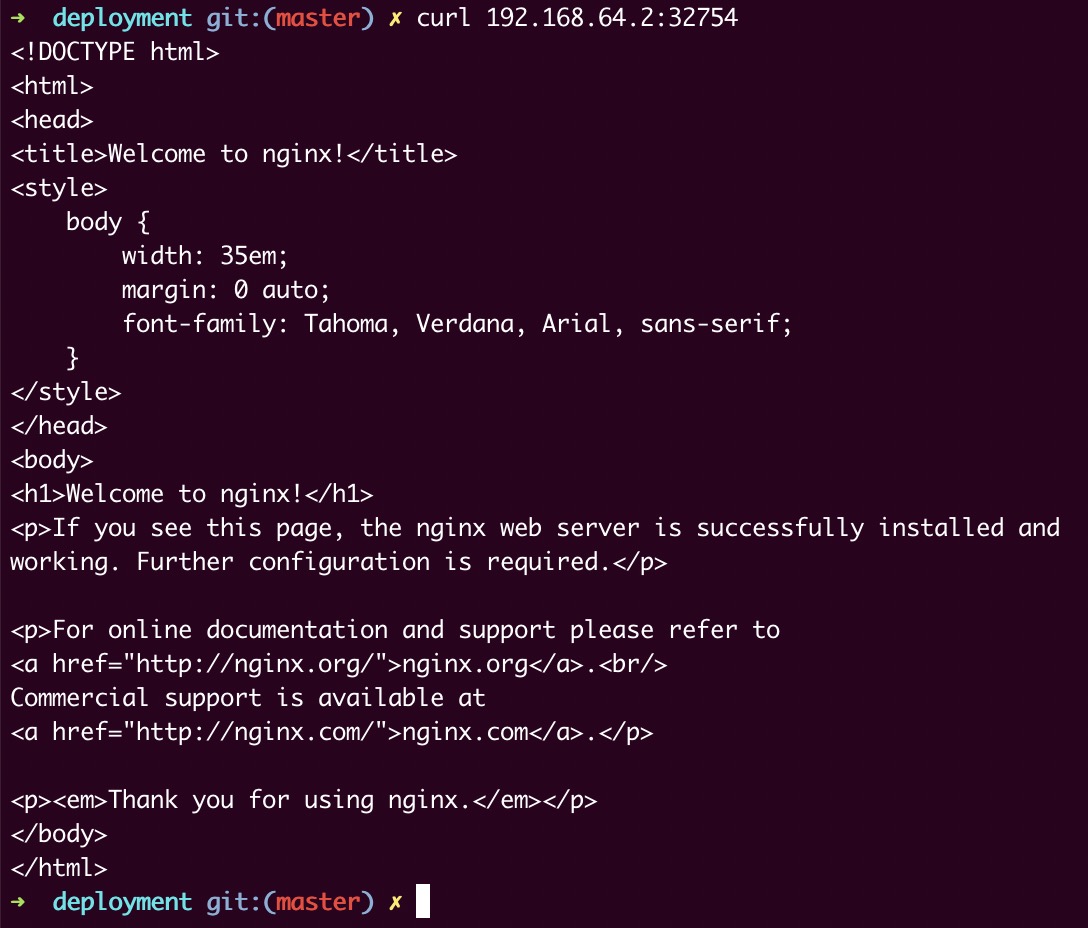 ➜  deployment git:(master) ✗ curl 192.168.64.2:32754
<!DOCTYPE html>
<html>
<head>
<title>Welcome to nginx!</title>
<style>
    body {
        width: 35em;
        margin: 0 auto;
        font-family: Tahoma, Verdana, Arial, sans-serif;
    }
</style>
</head>
<body>
<h1>Welcome to nginx!</h1>
<p>If you see this page, the nginx web server is successfully installed and
working. Further configuration is required.</p>

<p>For online documentation and support please refer to
<a href="http://nginx.org/">nginx.org</a>.<br/>
Commercial support is available at
<a href="http://nginx.com/">nginx.com</a>.</p>

<p><em>Thank you for using nginx.</em></p>
</body>
</html>
➜  deployment git:(master) ✗